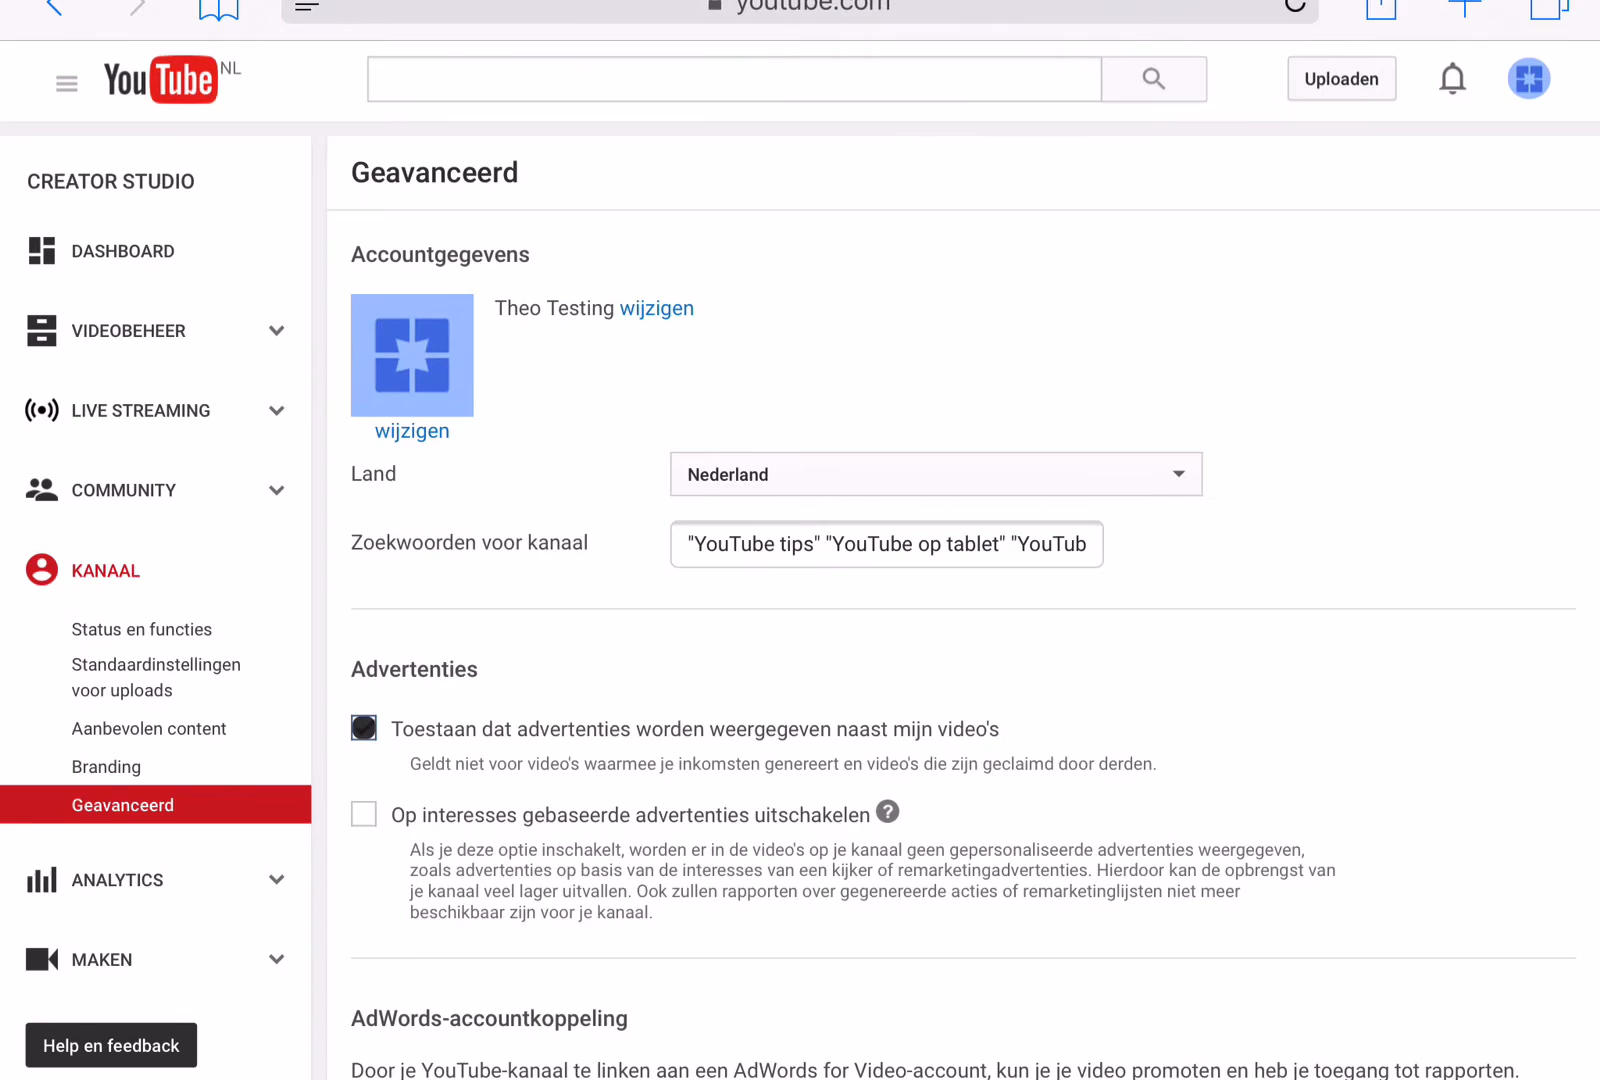 youtube.com
YouTube NL
Uploaden
CREATOR STUDIO
DASHBOARD
VIDEOBEHEER
LIVE STREAMING
COMMUNITY
KANAAL
Status en functies
Standaardinstellingen
voor uploads
Aanbevolen content
Branding
Geavanceerd
ANALYTICS
MAKEN
Help en feedback
Geavanceerd
Accountgegevens
Theo Testing wijzigen
wijzigen
Land
Nederland
Zoekwoorden voor kanaal
"YouTube tips" "YouTube op tablet" "YouTub
Advertenties
Toestaan dat advertenties worden weergegeven naast mijn video's
Geldt niet voor video's waarmee je inkomsten genereert en video's die zijn geclaimd door derden.
Op interesses gebaseerde advertenties uitschakelen ?
Als je deze optie inschakelt, worden er in de video's op je kanaal geen gepersonaliseerde advertenties weergegeven,
zoals advertenties op basis van de interesses van een kijker of remarketingadvertenties. Hierdoor kan de opbrengst van
je kanaal veel lager uitvallen. Ook zullen rapporten over gegenereerde acties of remarketinglijsten niet meer
beschikbaar zijn voor je kanaal.
AdWords-accountkoppeling
Door je YouTube-kanaal te linken aan een AdWords for Video-account, kun je je video promoten en heb je toegang tot rapporten.